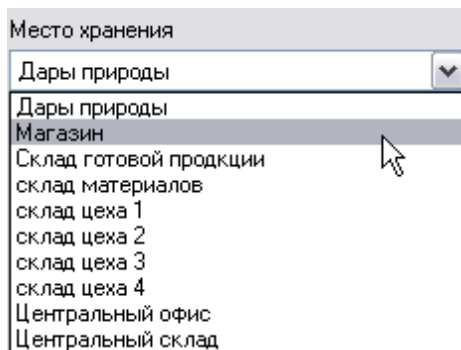 Место хранения
Дары природы
Дары природы
Магазин
Склад готовой продкции
склад материалов
склад цеха 1
склад цеха 2
склад цеха 3
склад цеха 4
Центральный офис
Центральный склад